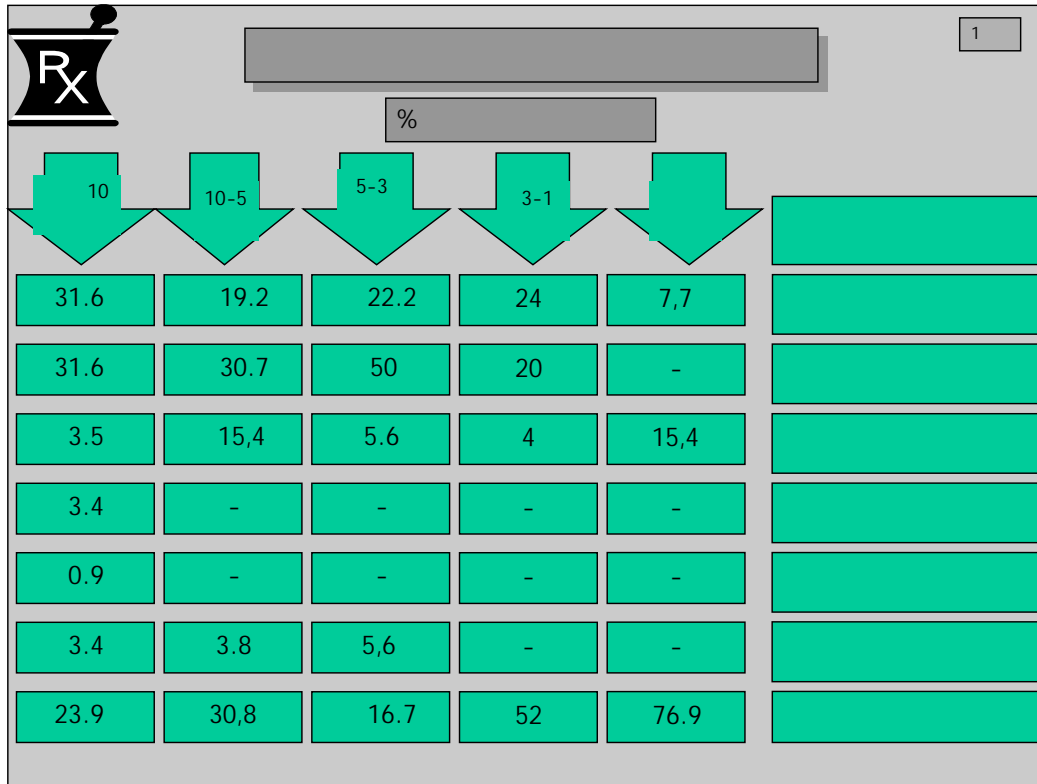 Rx
1
%
10 10-5 5-3 3-1
31.6 19.2 22.2 24 7,7
31.6 30.7 50 20 -
3.5 15,4 5.6 4 15,4
3.4 - - - -
0.9 - - - -
3.4 3.8 5,6 - -
23.9 30,8 16.7 52 76.9